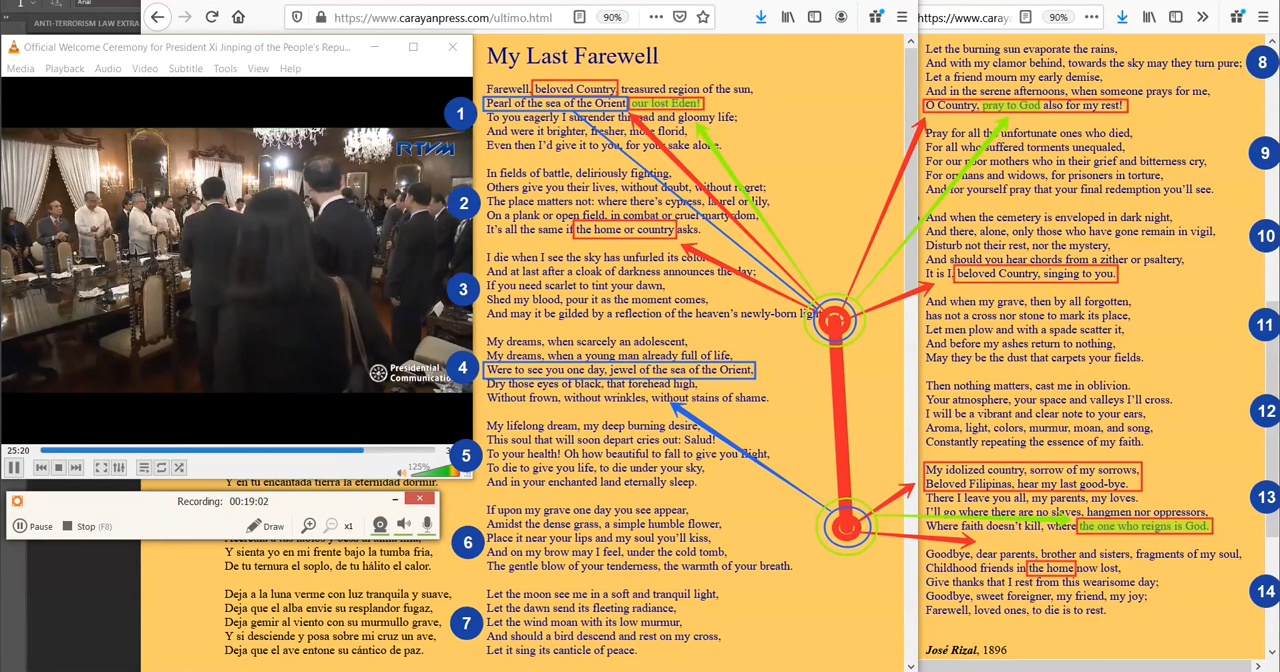 ANTI-TERRORISM LAW EXTRA
Arial
https://www.carayanpress.com/ultimo.html
90%
https://www.caraya
90%
Official Welcome Ceremony for President Xi Jinping of the People's Repu...
Media Playback Audio Video Subtitle Tools View Help
RTVM
Presidential
Communicatio
25:20
125%
Recording: 00:19:02
Pause Stop (F8) Draw x1
En tu encantada tierra la eternidad dormir.
Y sienta yo en mi frente bajo la tumba fría,
De tu ternura el soplo, de tu hálito el calor.
Deja a la luna verme con luz tranquila y suave,
Deja que el alba envíe su resplandor fugaz,
Deja gemir al viento con su murmullo grave,
Y si desciende y posa sobre mi cruz un ave,
Deja que el ave entone su cántico de paz.
My Last Farewell
1
Farewell, beloved Country, treasured region of the sun,
Pearl of the sea of the Orient, our lost Eden!
To you eagerly I surrender this sad and gloomy life;
And were it brighter, fresher, more florid,
Even then I'd give it to you, for your sake alone.
2
In fields of battle, deliriously fighting,
Others give you their lives, without doubt, without regret;
The place matters not: where there's cypress, laurel or lily,
On a plank or open field, in combat or cruel martyrdom,
It's all the same if the home or country asks.
3
I die when I see the sky has unfurled its colors
And at last after a cloak of darkness announces the day;
If you need scarlet to tint your dawn,
Shed my blood, pour it as the moment comes,
And may it be gilded by a reflection of the heaven's newly-born light
4
My dreams, when scarcely an adolescent,
My dreams, when a young man already full of life,
Were to see you one day, jewel of the sea of the Orient,
Dry those eyes of black, that forehead high,
Without frown, without wrinkles, without stains of shame.
5
My lifelong dream, my deep burning desire,
This soul that will soon depart cries out: Salud!
To your health! Oh how beautiful to fall to give you flight,
To die to give you life, to die under your sky,
And in your enchanted land eternally sleep.
6
If upon my grave one day you see appear,
Amidst the dense grass, a simple humble flower,
Place it near your lips and my soul you'll kiss,
And on my brow may I feel, under the cold tomb,
The gentle blow of your tenderness, the warmth of your breath.
7
Let the moon see me in a soft and tranquil light,
Let the dawn send its fleeting radiance,
Let the wind moan with its low murmur,
And should a bird descend and rest on my cross,
Let it sing its canticle of peace.
8
Let the burning sun evaporate the rains,
And with my clamor behind, towards the sky may they turn pure;
Let a friend mourn my early demise,
And in the serene afternoons, when someone prays for me,
O Country, pray to God also for my rest!
9
Pray for all the unfortunate ones who died,
For all who suffered torments unequaled,
For our poor mothers who in their grief and bitterness cry,
For orphans and widows, for prisoners in torture,
And for yourself pray that your final redemption you'll see.
10
And when the cemetery is enveloped in dark night,
And there, alone, only those who have gone remain in vigil,
Disturb not their rest, nor the mystery,
And should you hear chords from a zither or psaltery,
It is I, beloved Country, singing to you.
11
And when my grave, then by all forgotten,
has not a cross nor stone to mark its place,
Let men plow and with a spade scatter it,
And before my ashes return to nothing,
May they be the dust that carpets your fields.
12
Then nothing matters, cast me in oblivion.
Your atmosphere, your space and valleys I'll cross.
I will be a vibrant and clear note to your ears,
Aroma, light, colors, murmur, moan, and song,
Constantly repeating the essence of my faith.
13
My idolized country, sorrow of my sorrows,
Beloved Filipinas, hear my last good-bye.
There I leave you all, my parents, my loves.
I'll go where there are no slaves, hangmen nor oppressors,
Where faith doesn't kill, where the one who reigns is God.
14
Goodbye, dear parents, brother and sisters, fragments of my soul,
Childhood friends in the home now lost,
Give thanks that I rest from this wearisome day;
Goodbye, sweet foreigner, my friend, my joy;
Farewell, loved ones, to die is to rest.
José Rizal, 1896